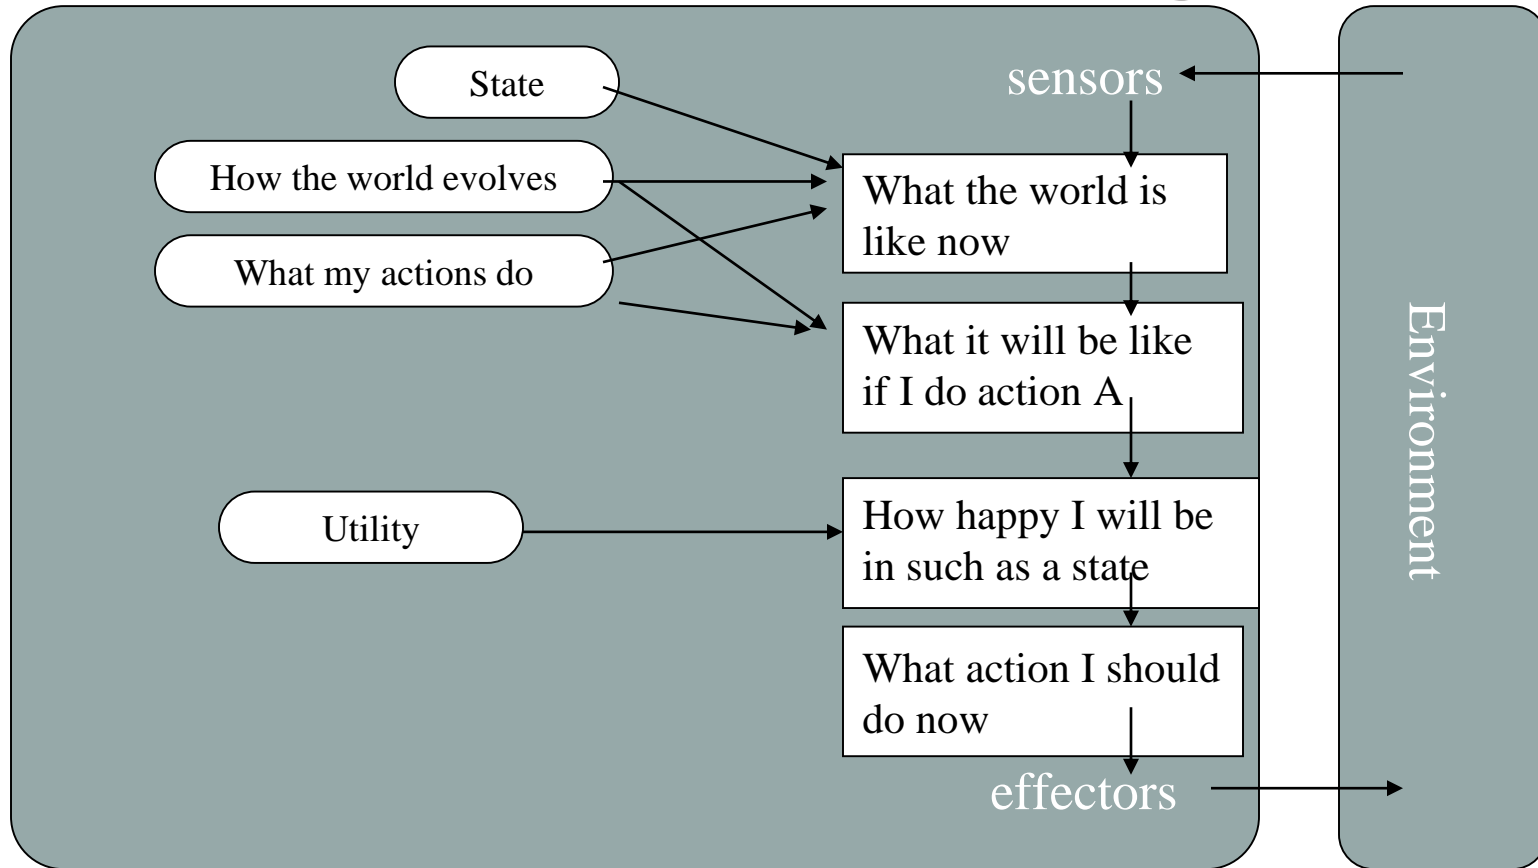 State
sensors
How the world evolves
What the world is
like now
What my actions do
What it will be like
if I do action A
Environment
Utility
How happy I will be
in such as a state
What action I should
do now
effectors